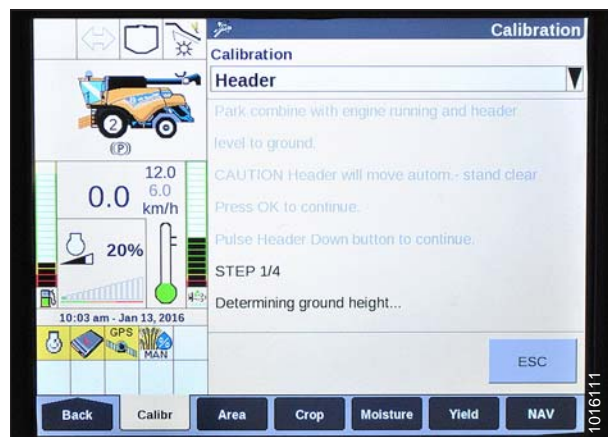 Calibration
Calibration
Header
Park combine with engine running and header
level to ground.
CAUTION Header will move autom.- stand clear
Press OK to continue.
Pulse Header Down button to continue.
STEP 1/4
Determining ground height...
ESC
2
(P)
12.0
0.0
6.0
km/h
20%
10:03 am - Jan 13, 2016
GPS
MAN
Back
Calibr
Area
Crop
Moisture
Yield
NAV
1016111